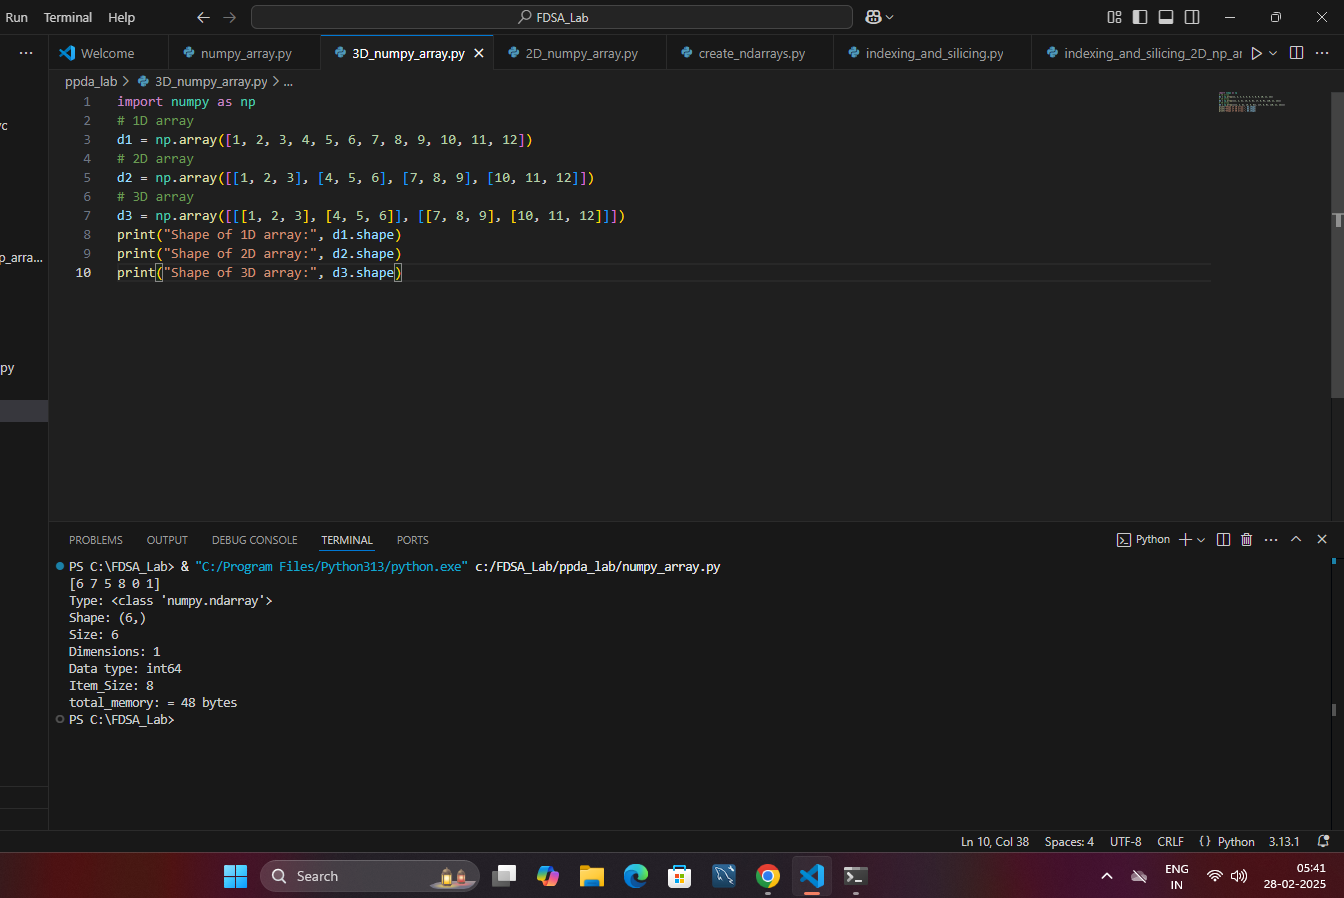 Run Terminal Help
FDSA_Lab
Welcome numpy_array.py 3D_numpy_array.py 2D_numpy_array.py create_ndarrays.py indexing_and_silicing.py indexing_and_silicing_2D_np_ar
ppda_lab > 3D_numpy_array.py > ...
1 import numpy as np
2 # 1D array
3 d1 = np.array([1, 2, 3, 4, 5, 6, 7, 8, 9, 10, 11, 12])
4 # 2D array
5 d2 = np.array([[1, 2, 3], [4, 5, 6], [7, 8, 9], [10, 11, 12]])
6 # 3D array
7 d3 = np.array([[[1, 2, 3], [4, 5, 6]], [[7, 8, 9], [10, 11, 12]]])
8 print("Shape of 1D array:", d1.shape)
9 print("Shape of 2D array:", d2.shape)
10 print("Shape of 3D array:", d3.shape)
p_arra...
py
PROBLEMS OUTPUT DEBUG CONSOLE TERMINAL PORTS
Python
PS C:\FDSA_Lab> & "C:/Program Files/Python313/python.exe" c:/FDSA_Lab/ppda_lab/numpy_array.py
[6 7 5 8 0 1]
Type: <class 'numpy.ndarray'>
Shape: (6,)
Size: 6
Dimensions: 1
Data type: int64
Item_Size: 8
total_memory: = 48 bytes
PS C:\FDSA_Lab>
Ln 10, Col 38 Spaces: 4 UTF-8 CRLF {} Python 3.13.1
Search
ENG
IN
05:41
28-02-2025